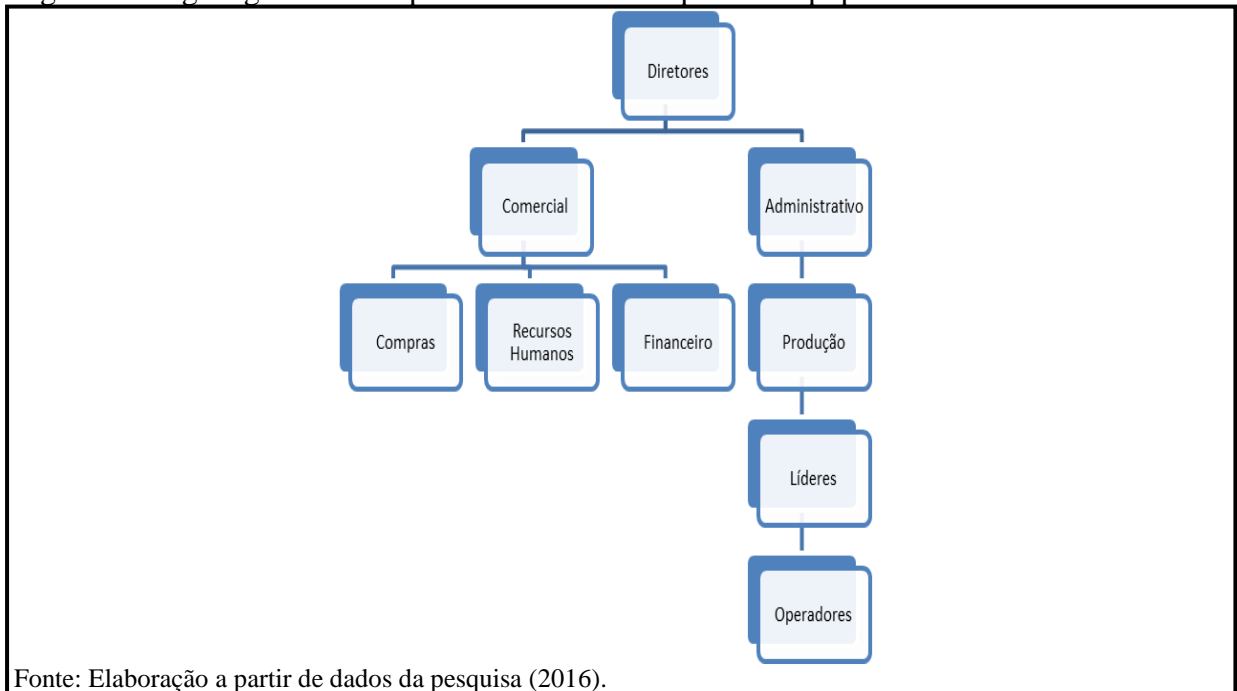 Diretores
Comercial
Administrativo
Compras
Recursos
Humanos
Financeiro
Produção
Líderes
Operadores
Fonte: Elaboração a partir de dados da pesquisa (2016).